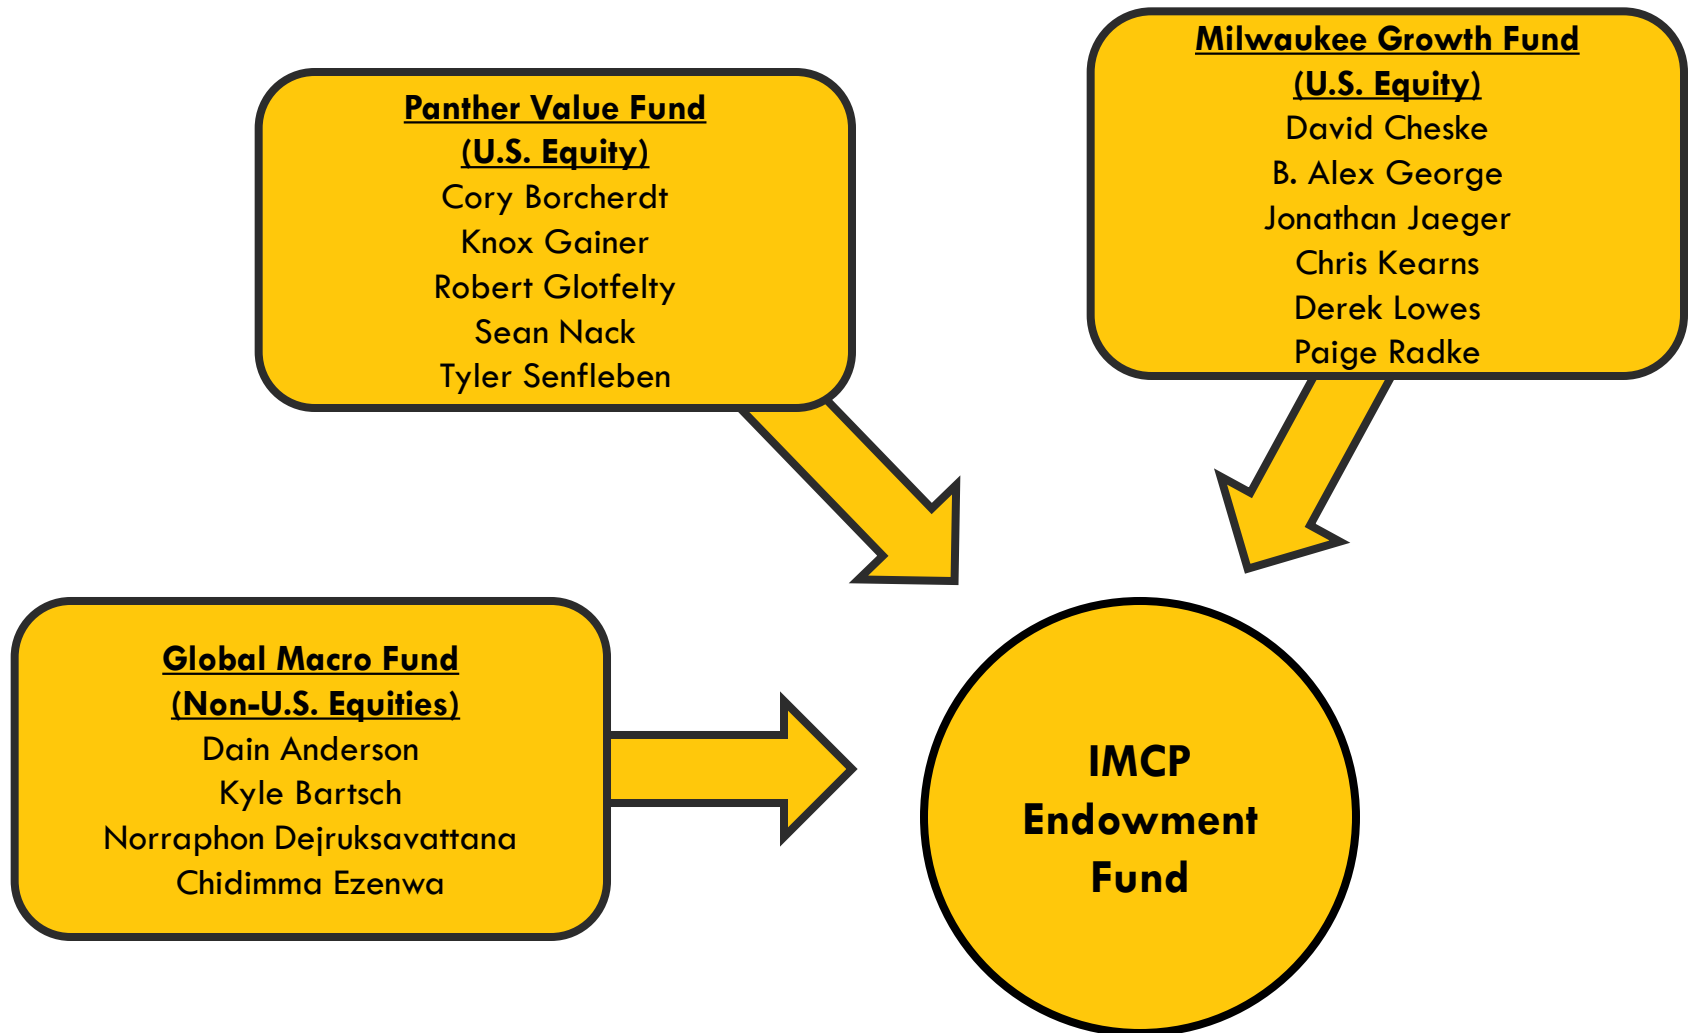 Milwaukee Growth Fund
(U.S. Equity)
David Cheske
B. Alex George
Jonathan Jaeger
Chris Kearns
Derek Lowes
Paige Radke
Panther Value Fund
(U.S. Equity)
Cory Borcherdt
Knox Gainer
Robert Glotfelty
Sean Nack
Tyler Senfleben
Global Macro Fund
(Non-U.S. Equities)
Dain Anderson
Kyle Bartsch
Norraphon Dejruksavattana
Chidimma Ezenwa
IMCP
Endowment
Fund